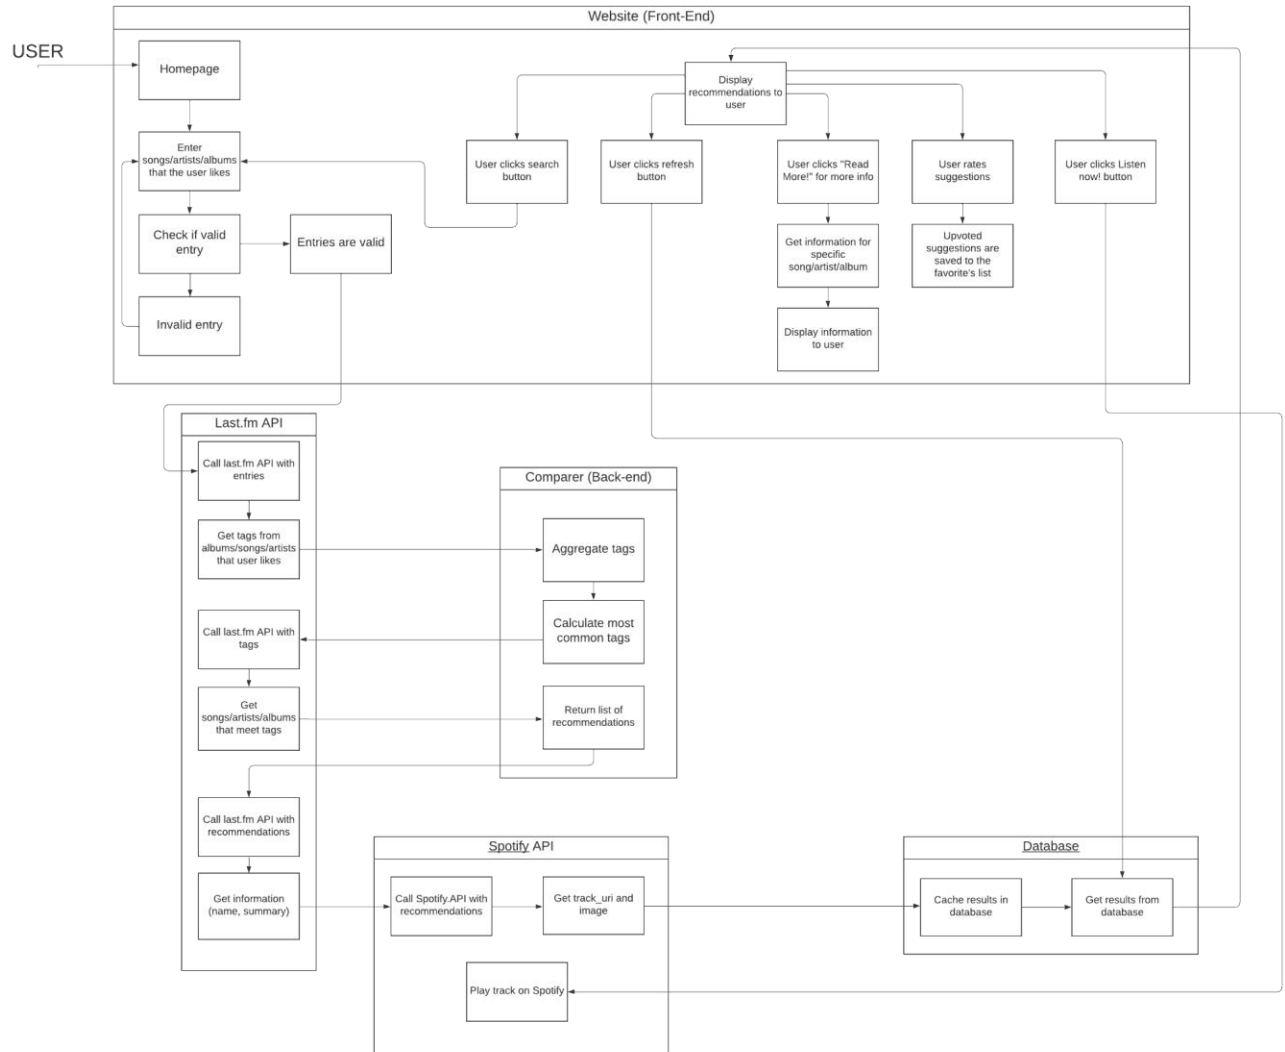 Website (Front-End)
USER
Homepage
Enter
songs/artists/albums
that the user likes
Check if valid
entry
Entries are valid
Invalid entry
Display
recommendations to
user
User clicks search
button
User clicks refresh
button
User clicks "Read
More!" for more info
User rates
suggestions
User clicks Listen
now! button
Get information for
specific
song/artist/album
Upvoted
suggestions are
saved to the
favorite's list
Display information
to user
Last.fm API
Call last.fm API with
entries
Get tags from
albums/songs/artists
that user likes
Call last.fm API with
tags
Get
songs/artists/albums
that meet tags
Call last.fm API with
recommendations
Get information
(name, summary)
Comparer (Back-end)
Aggregate tags
Calculate most
common tags
Return list of
recommendations
Spotify API
Call Spotify.API with
recommendations
Get track_uri and
image
Play track on Spotify
Database
Cache results in
database
Get results from
database